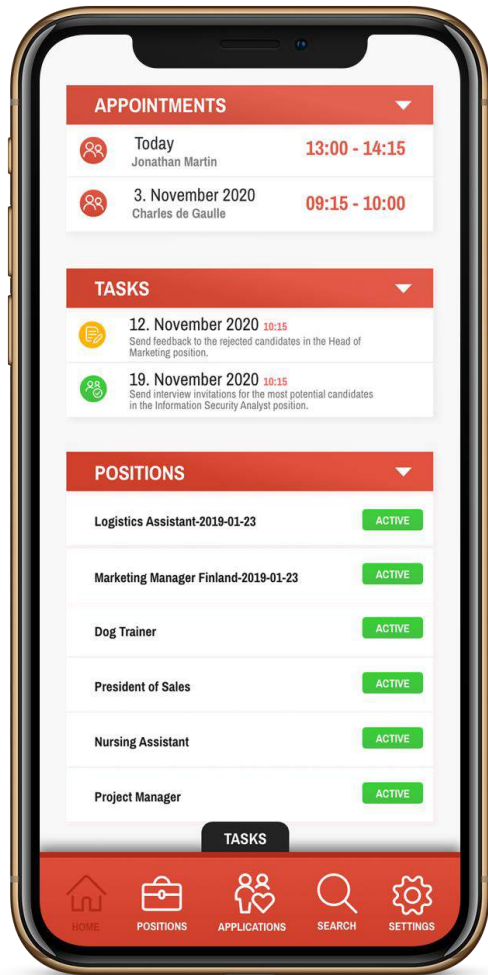 APPOINTMENTS
Today
Jonathan Martin
13:00 - 14:15
3. November 2020
Charles de Gaulle
09:15 - 10:00
TASKS
12. November 2020 10:15
Send feedback to the rejected candidates in the Head of
Marketing position.
19. November 2020 10:15
Send interview invitations for the most potential candidates
in the Information Security Analyst position.
POSITIONS
Logistics Assistant-2019-01-23
ACTIVE
Marketing Manager Finland-2019-01-23
ACTIVE
Dog Trainer
ACTIVE
President of Sales
ACTIVE
Nursing Assistant
ACTIVE
Project Manager
ACTIVE
TASKS
HOME
POSITIONS
APPLICATIONS
SEARCH
SETTINGS